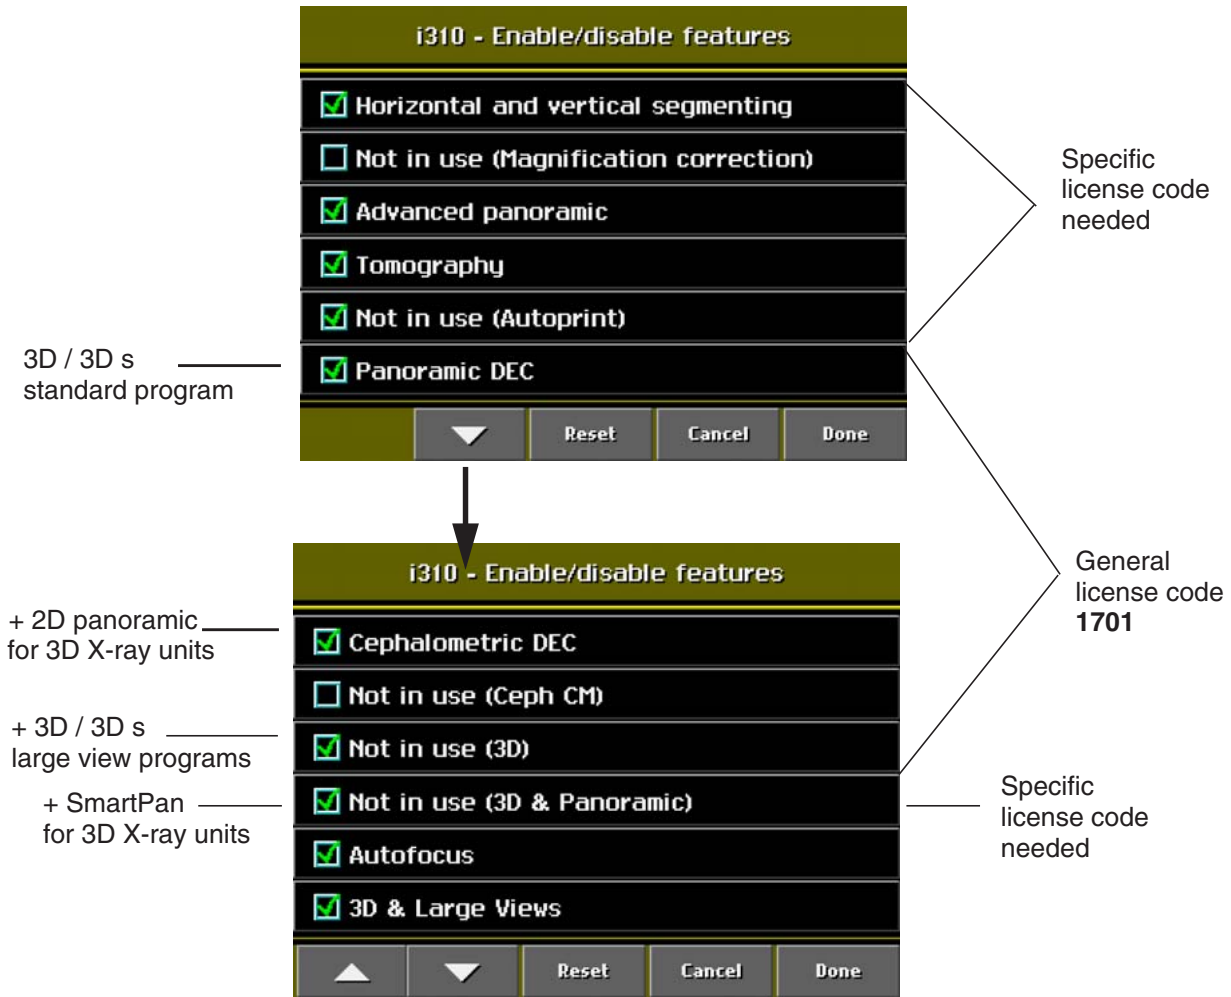 i310 - Enable/disable features
Horizontal and vertical segmenting
Not in use (Magnification correction)
Advanced panoramic
Tomography
Not in use (Autoprint)
Panoramic DEC
Reset
Cancel
Done
Specific
license code
needed
3D / 3D s
standard program
i310 - Enable/disable features
Cephalometric DEC
Not in use (Ceph CM)
Not in use (3D)
Not in use (3D & Panoramic)
Autofocus
3D & Large Views
Reset
Cancel
Done
General
license code
1701
+ 2D panoramic
for 3D X-ray units
+ 3D / 3D s
large view programs
+ SmartPan
for 3D X-ray units
Specific
license code
needed